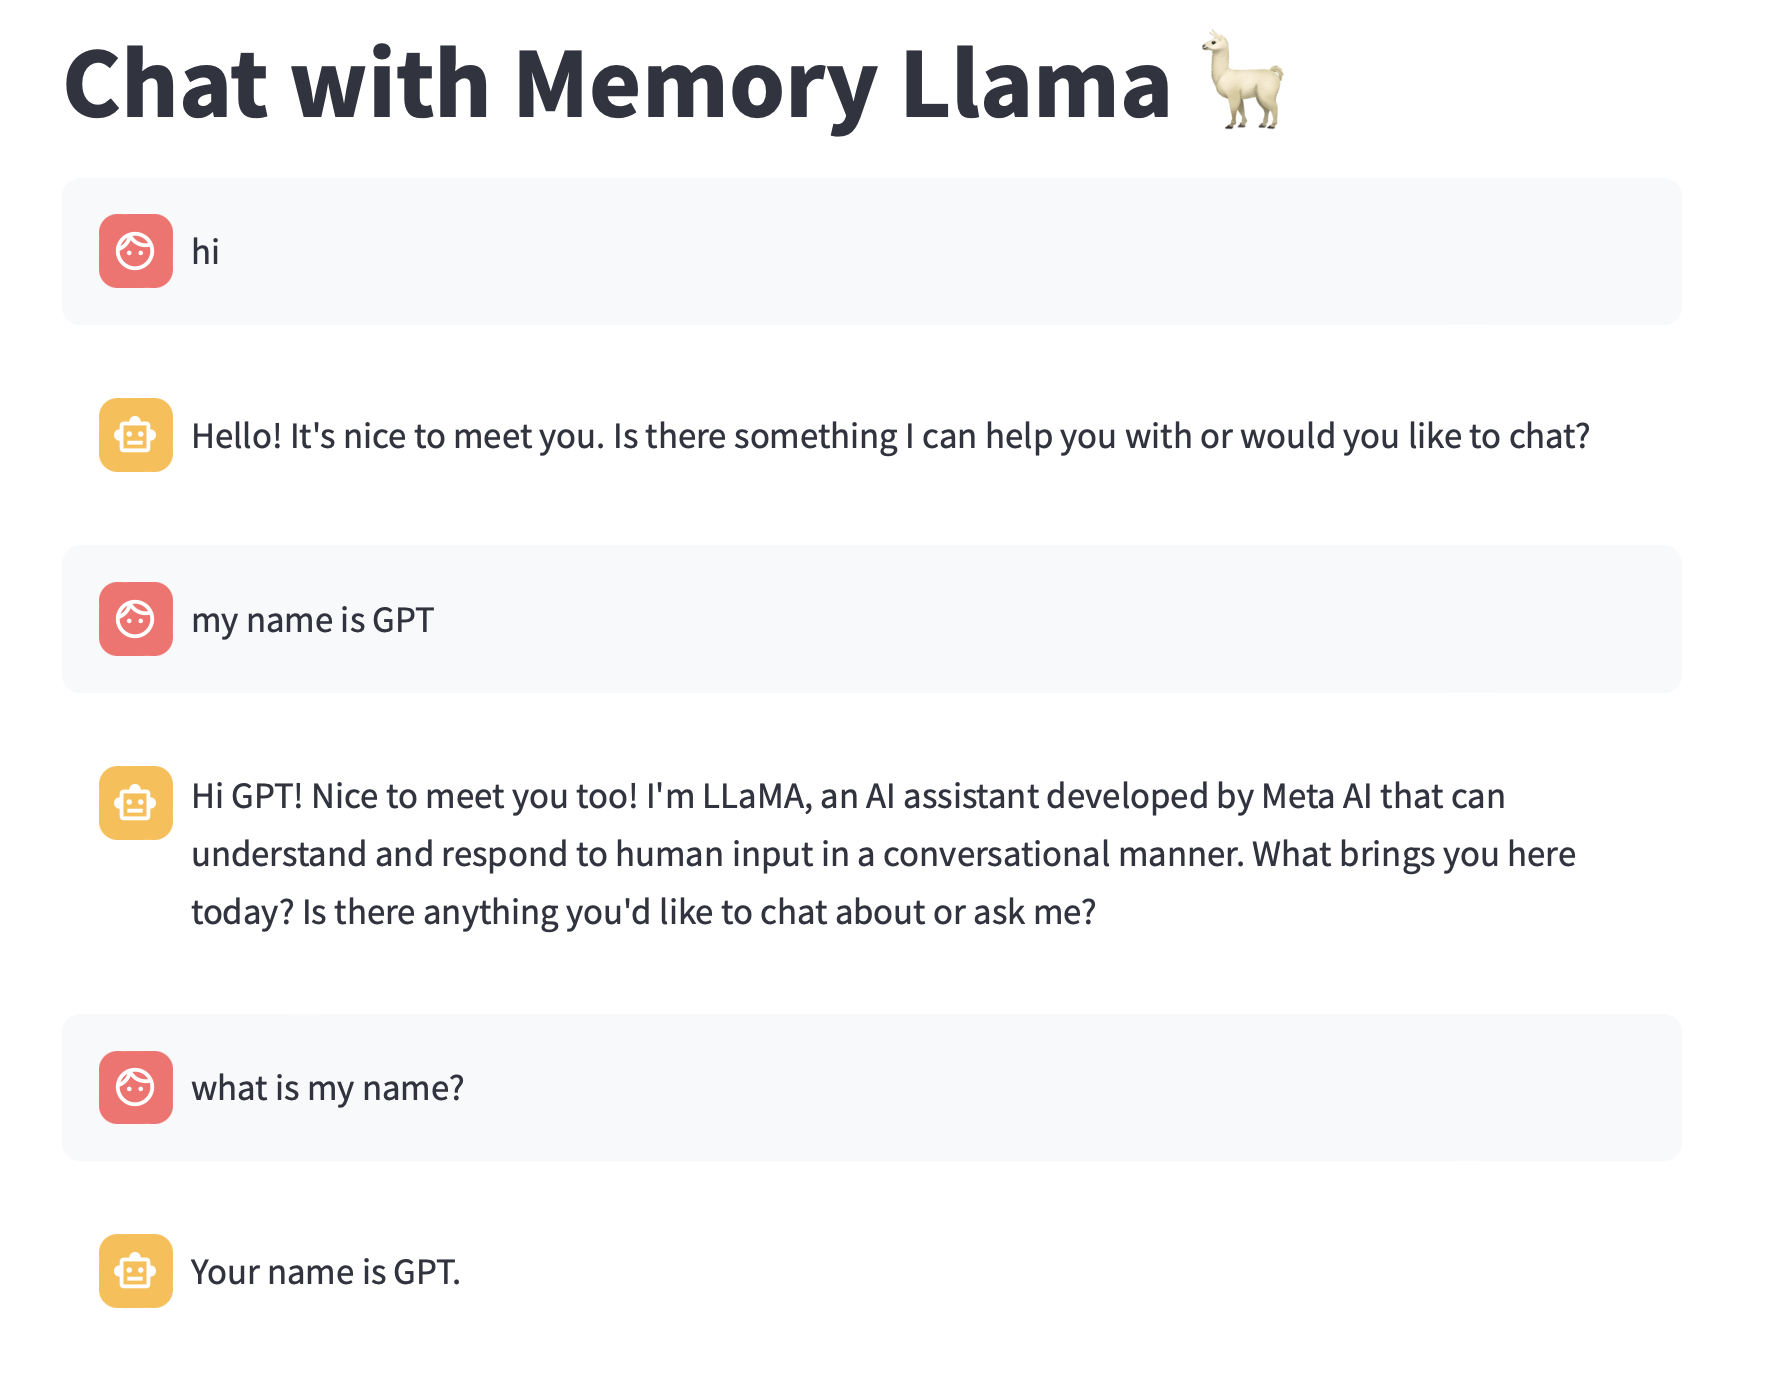 Chat with Memory Llama 🦙
hi
Hello! It's nice to meet you. Is there something I can help you with or would you like to chat?
my name is GPT
Hi GPT! Nice to meet you too! I'm LLaMA, an AI assistant developed by Meta AI that can
understand and respond to human input in a conversational manner. What brings you here
today? Is there anything you'd like to chat about or ask me?
what is my name?
Your name is GPT.